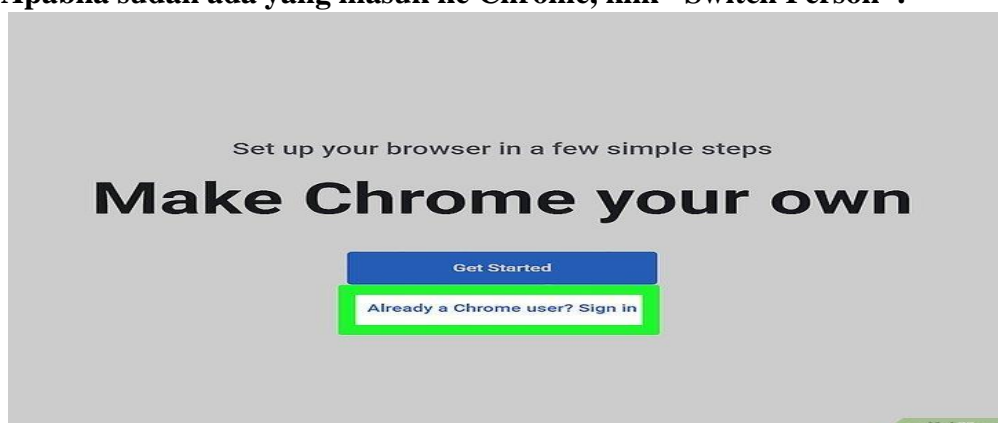 Apabila sudah ada yang masuk ke Chrome, klik "Switch Person".
Set up your browser in a few simple steps
Make Chrome your own
Get Started
Already a Chrome user? Sign in